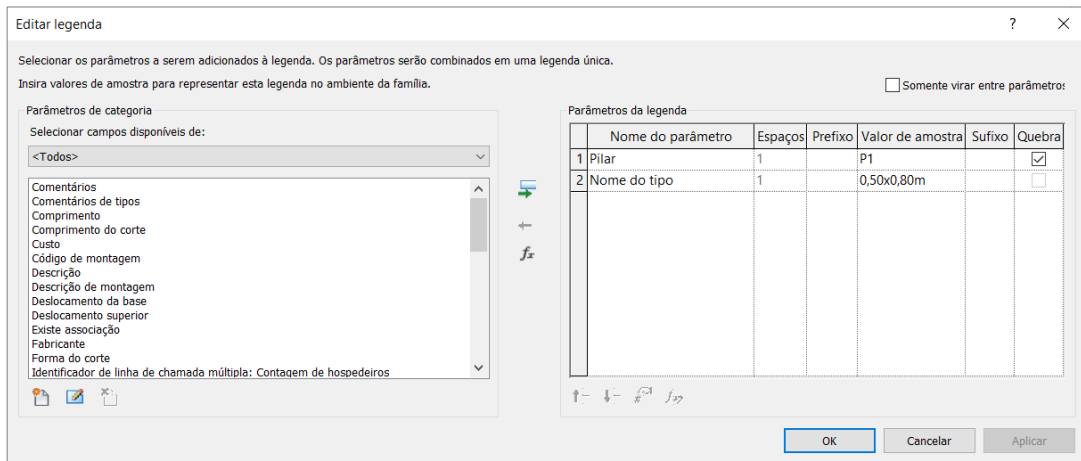 Editar legenda ?
Selecionar os parâmetros a serem adicionados à legenda. Os parâmetros serão combinados em uma legenda única.
Insira valores de amostra para representar esta legenda no ambiente da família.
Somente virar entre parâmetros
Parâmetros de categoria
Selecionar campos disponíveis de:
<Todos>
Comentários
Comentários de tipos
Comprimento
Comprimento do corte
Custo
Código de montagem
Descrição
Descrição de montagem
Deslocamento da base
Deslocamento superior
Existe associação
Fabricante
Forma do corte
Identificador de linha de chamada múltipla: Contagem de hospedeiros
fx
Parâmetros da legenda
Nome do parâmetro Espaços Prefixo Valor de amostra Sufixo Quebra
1 Pilar 1 P1
2 Nome do tipo 1 0,50x0,80m
OK Cancelar Aplicar